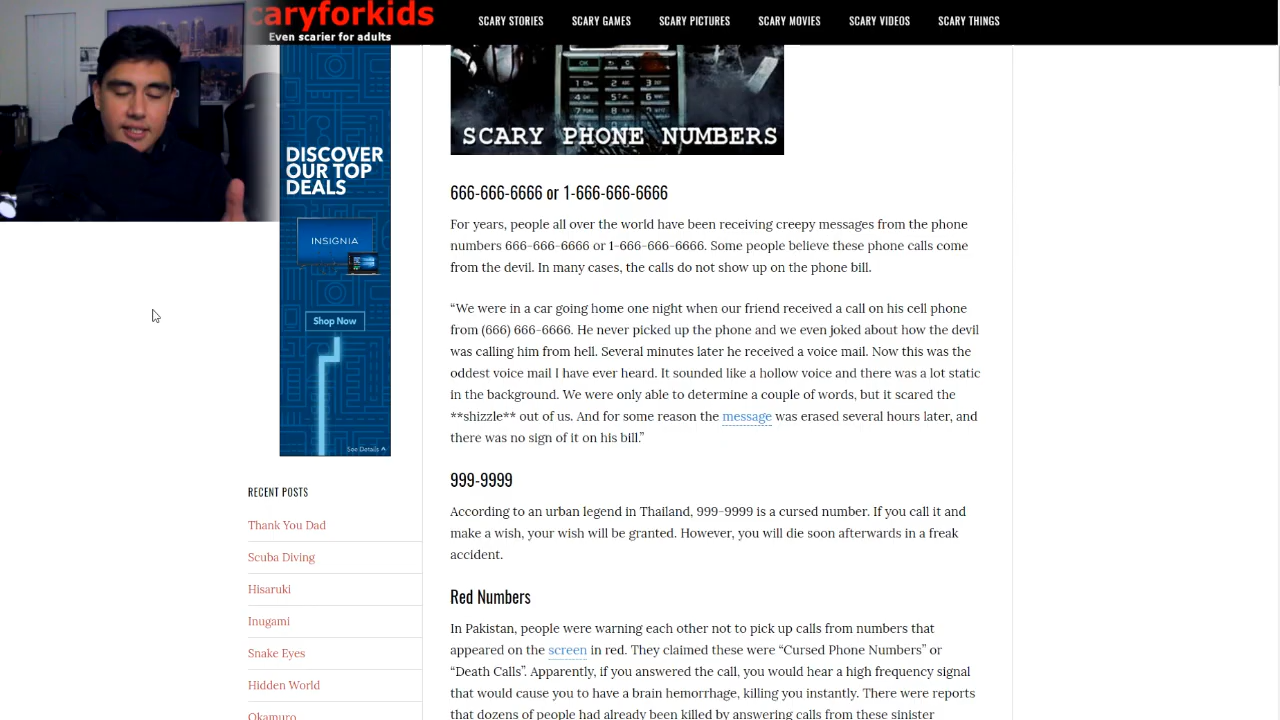 caryforkids
Even scarier for adults
SCARY STORIES SCARY GAMES SCARY PICTURES SCARY MOVIES SCARY VIDEOS SCARY THINGS
SCARY PHONE NUMBERS
DISCOVER
OUR TOP
DEALS
INSIGNIA
Shop Now
See Details ^
RECENT POSTS
Thank You Dad
Scuba Diving
Hisaruki
Inugami
Snake Eyes
Hidden World
Okamuro
666-666-6666 or 1-666-666-6666
For years, people all over the world have been receiving creepy messages from the phone
numbers 666-666-6666 or 1-666-666-6666. Some people believe these phone calls come
from the devil. In many cases, the calls do not show up on the phone bill.
“We were in a car going home one night when our friend received a call on his cell phone
from (666) 666-6666. He never picked up the phone and we even joked about how the devil
was calling him from hell. Several minutes later he received a voice mail. Now this was the
oddest voice mail I have ever heard. It sounded like a hollow voice and there was a lot static
in the background. We were only able to determine a couple of words, but it scared the
**shizzle** out of us. And for some reason the message was erased several hours later, and
there was no sign of it on his bill.”
999-9999
According to an urban legend in Thailand, 999-9999 is a cursed number. If you call it and
make a wish, your wish will be granted. However, you will die soon afterwards in a freak
accident.
Red Numbers
In Pakistan, people were warning each other not to pick up calls from numbers that
appeared on the screen in red. They claimed these were “Cursed Phone Numbers” or
“Death Calls”. Apparently, if you answered the call, you would hear a high frequency signal
that would cause you to have a brain hemorrhage, killing you instantly. There were reports
that dozens of people had already been killed by answering calls from these sinister